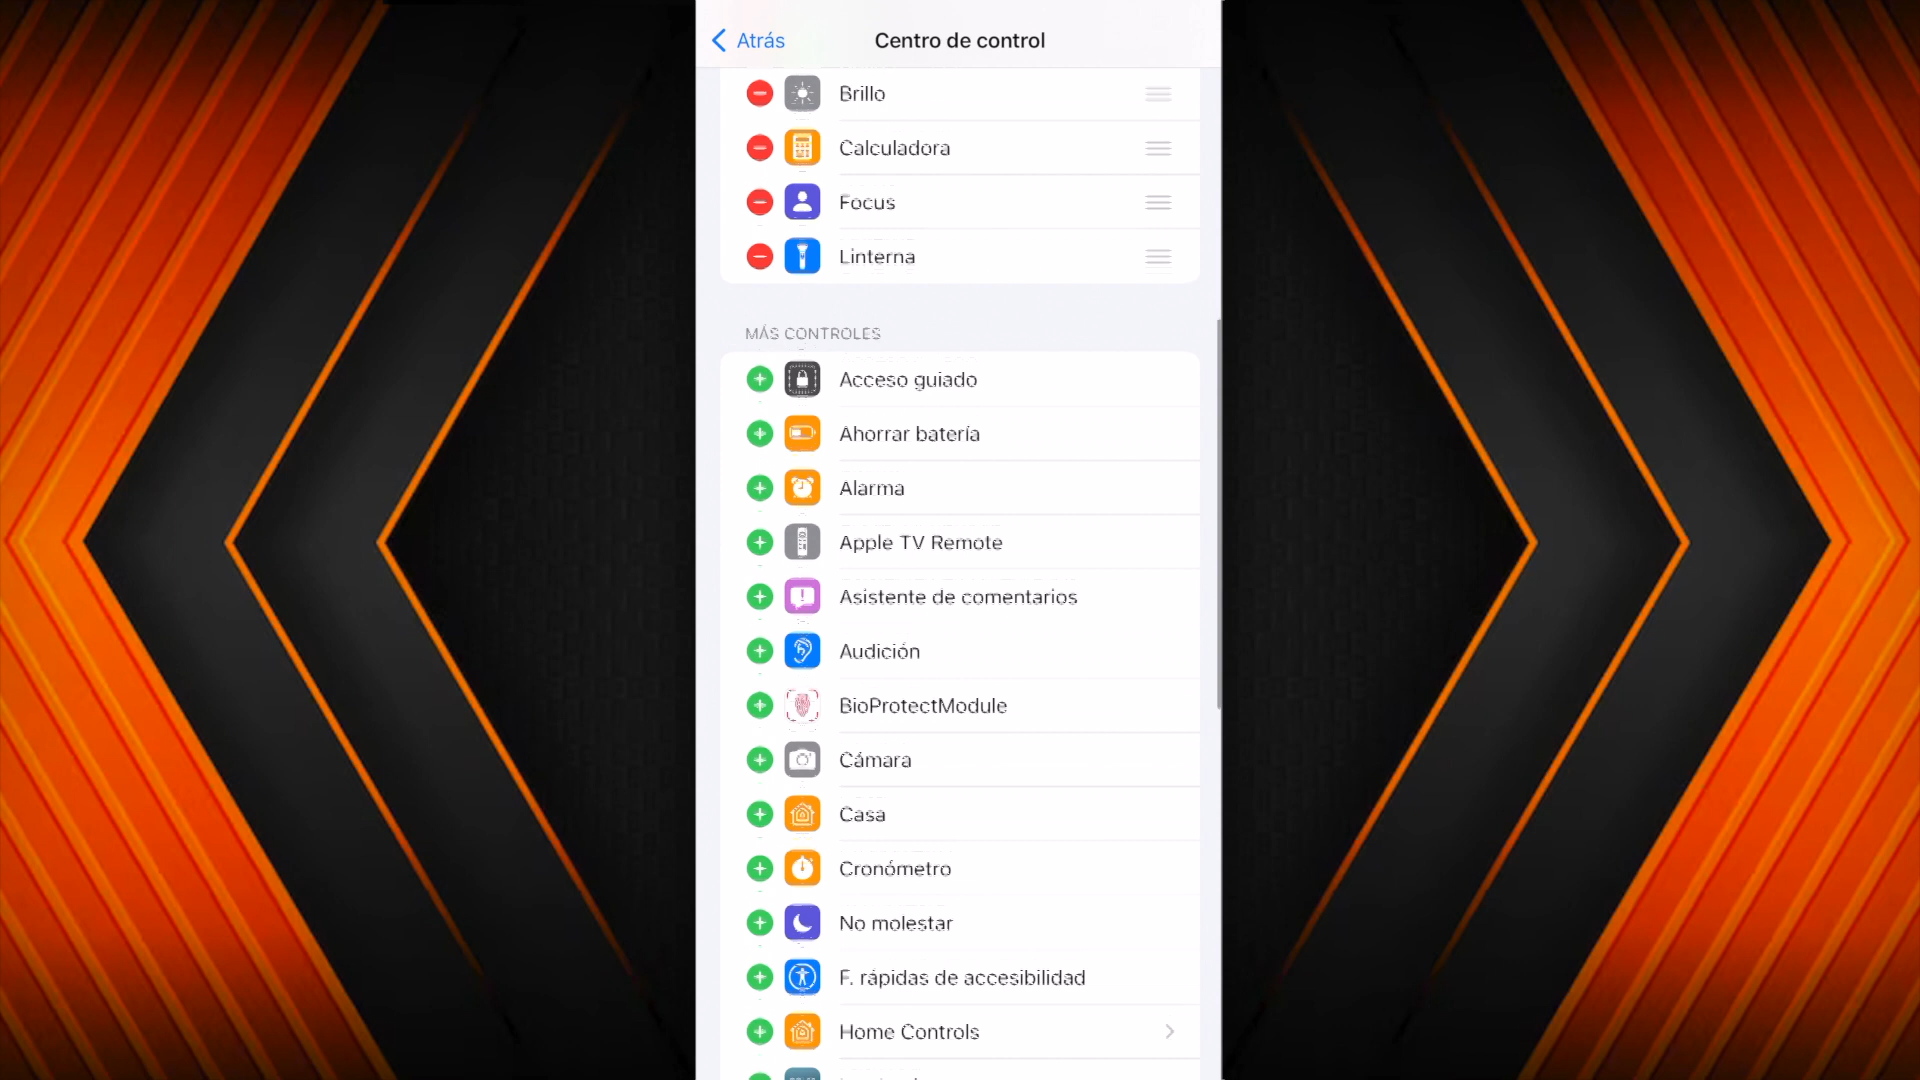 Atrás
Centro de control
Brillo
Calculadora
Focus
Linterna
MÁS CONTROLES
Acceso guiado
Ahorrar batería
Alarma
Apple TV Remote
Asistente de comentarios
Audición
BioProtectModule
Cámara
Casa
Cronómetro
No molestar
F. rápidas de accesibilidad
Home Controls